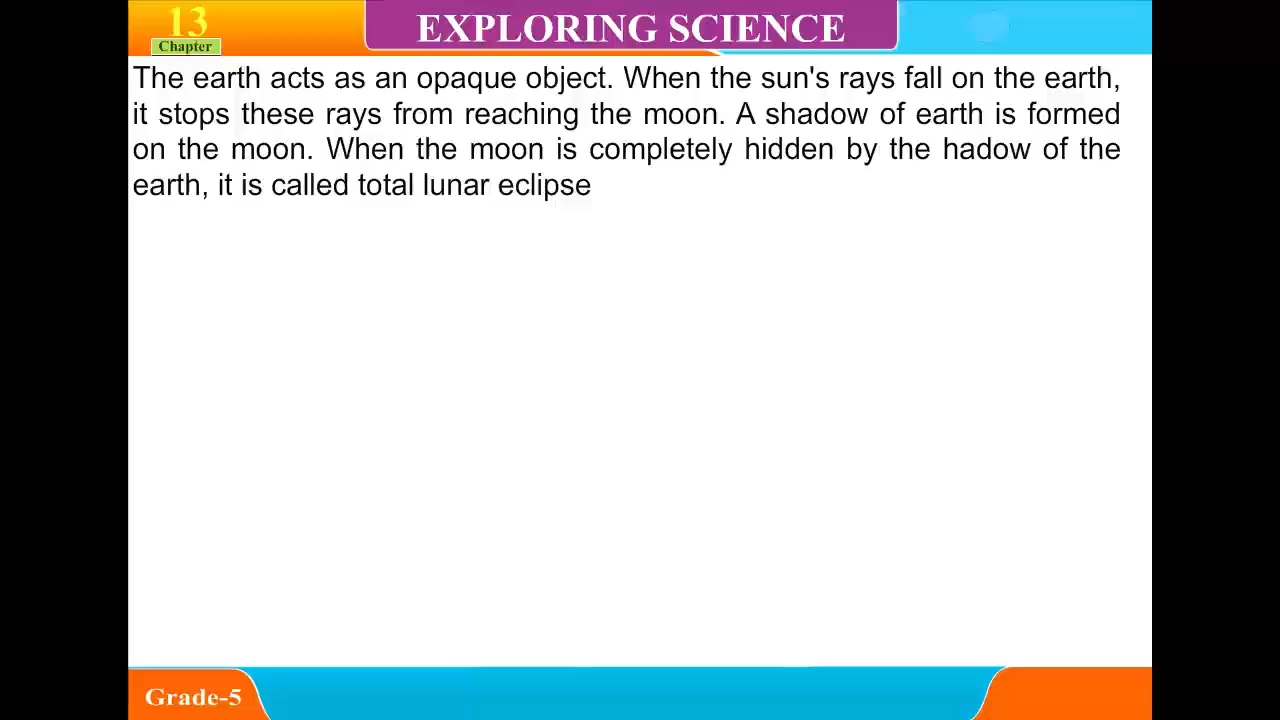 13
Chapter
EXPLORING SCIENCE
The earth acts as an opaque object. When the sun's rays fall on the earth,
it stops these rays from reaching the moon. A shadow of earth is formed
on the moon. When the moon is completely hidden by the hadow of the
earth, it is called total lunar eclipse
Grade-5